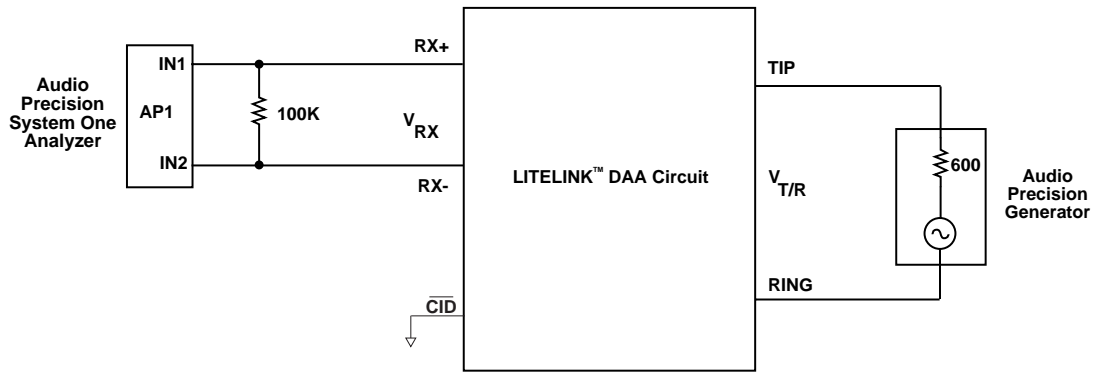 Audio
Precision
System One
Analyzer
IN1
AP1
IN2
100K
RX+
V RX
RX-
CID
LITELINK™ DAA Circuit
TIP
V T/R
RING
600
Audio
Precision
Generator